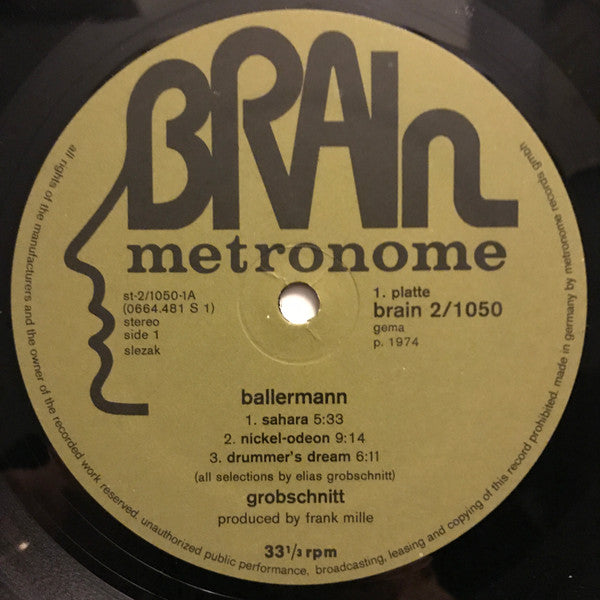 BRAIN
metronome
st-2/1050-1A
(0664.481 S 1)
stereo
side 1
slezak
1. platte
brain 2/1050
gema
p. 1974
ballermann
1. sahara 5:33
2. nickel-odeon 9:14
3. drummer's dream 6:11
(all selections by elias grobschnitt)
grobschnitt
produced by frank mille
33 1/3 rpm
all rights of the manufacturers and the owner of the recorded work reserved. unauthorized public performance, broadcasting, leasing and copying of this record prohibited. made in germany by metronome records gmbh